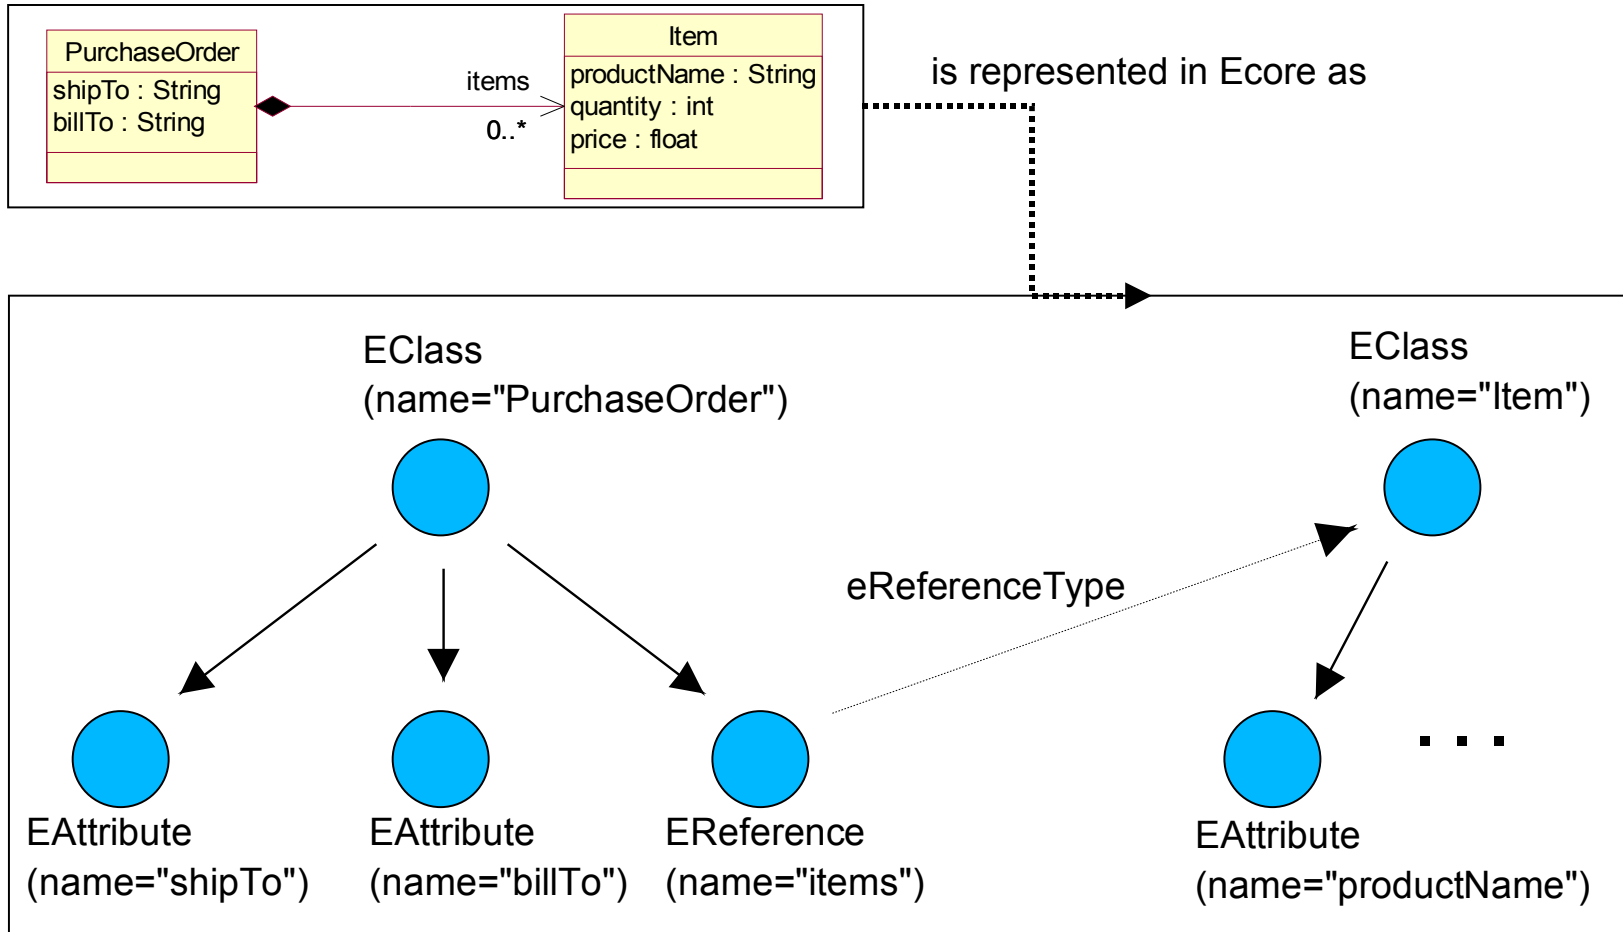 PurchaseOrder
shipTo : String
billTo : String
items
0..*
Item
productName : String
quantity : int
price : float
is represented in Ecore as
EClass
(name="PurchaseOrder")
EClass
(name="Item")
eReferenceType
EAttribute
(name="shipTo")
EAttribute
(name="billTo")
EReference
(name="items")
. . .
EAttribute
(name="productName")